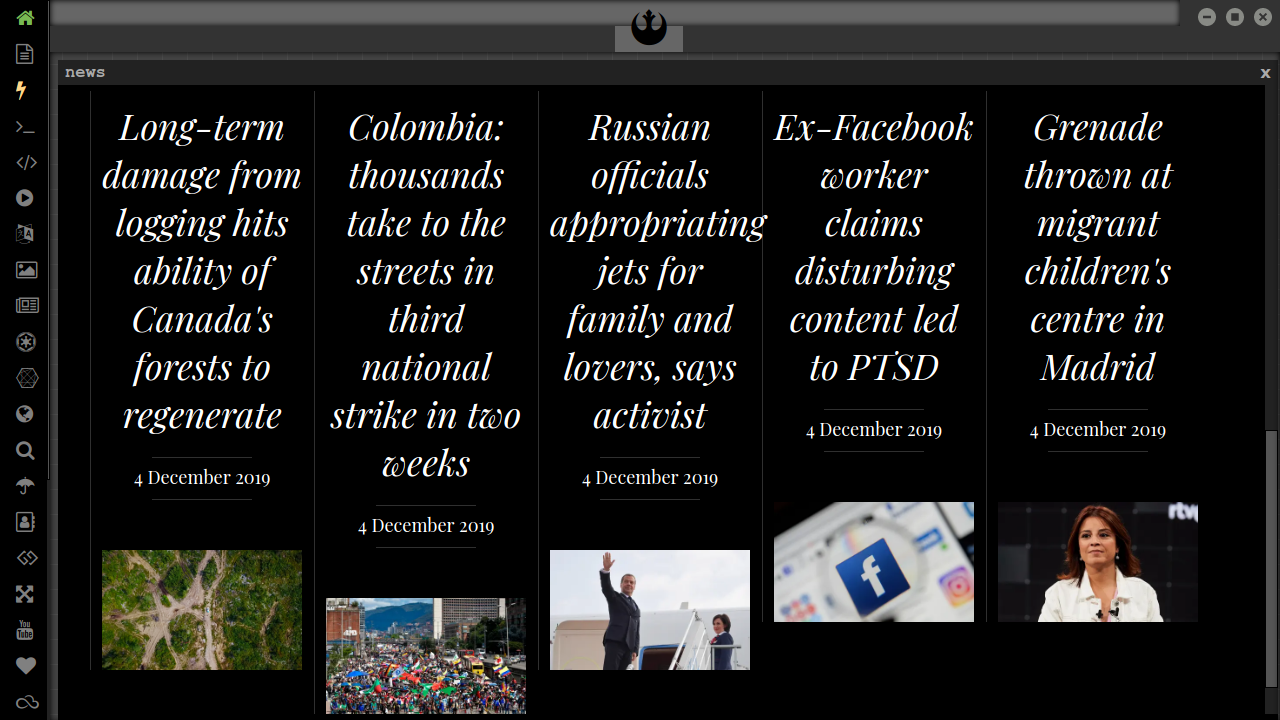 news
x
Long-term
damage from
logging hits
ability of
Canada's
forests to
regenerate
4 December 2019
Colombia:
thousands
take to the
streets in
third
national
strike in two
weeks
4 December 2019
Russian
officials
appropriating
jets for
family and
lovers, says
activist
4 December 2019
Ex-Facebook
worker
claims
disturbing
content led
to PTSD
4 December 2019
Grenade
thrown at
migrant
children's
centre in
Madrid
4 December 2019
rtv
You
Tube